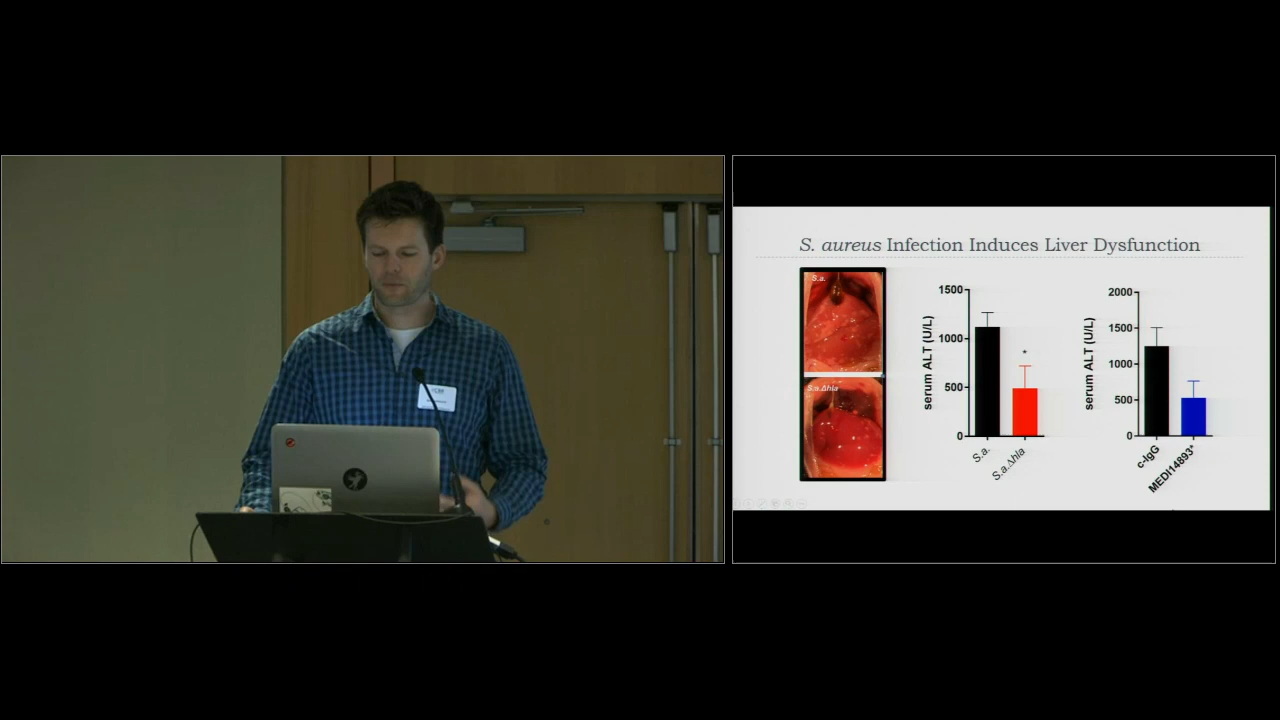 S. aureus Infection Induces Liver Dysfunction
S.a.
S.a.Δhla
serum ALT (U/L)
1500
1000
500
0
*
S.a.
S.a.Δhla
serum ALT (U/L)
2000
1500
1000
500
0
c-IgG
MEDI14893*